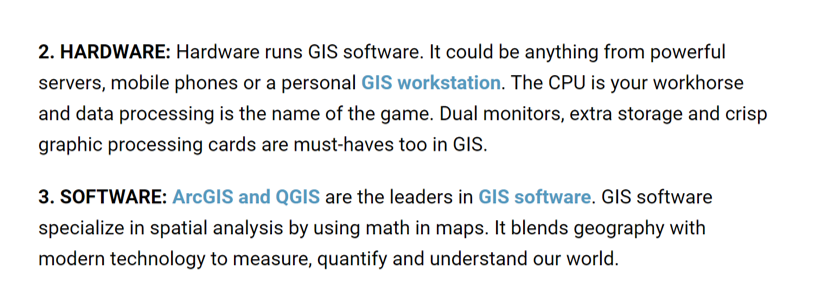 2. HARDWARE: Hardware runs GIS software. It could be anything from powerful
servers, mobile phones or a personal GIS workstation. The CPU is your workhorse
and data processing is the name of the game. Dual monitors, extra storage and crisp
graphic processing cards are must-haves too in GIS.
3. SOFTWARE: ArcGIS and QGIS are the leaders in GIS software. GIS software
specialize in spatial analysis by using math in maps. It blends geography with
modern technology to measure, quantify and understand our world.